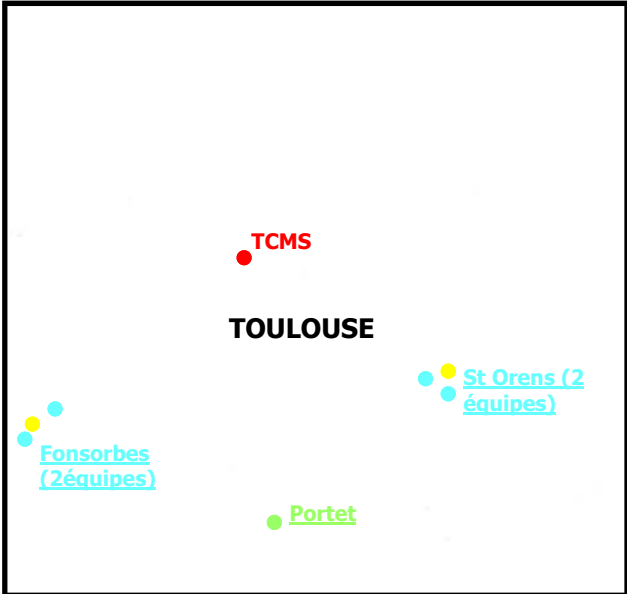 TCMS
TOULOUSE
St Orens (2
équipes)
Fonsorbes
(2équipes)
Portet